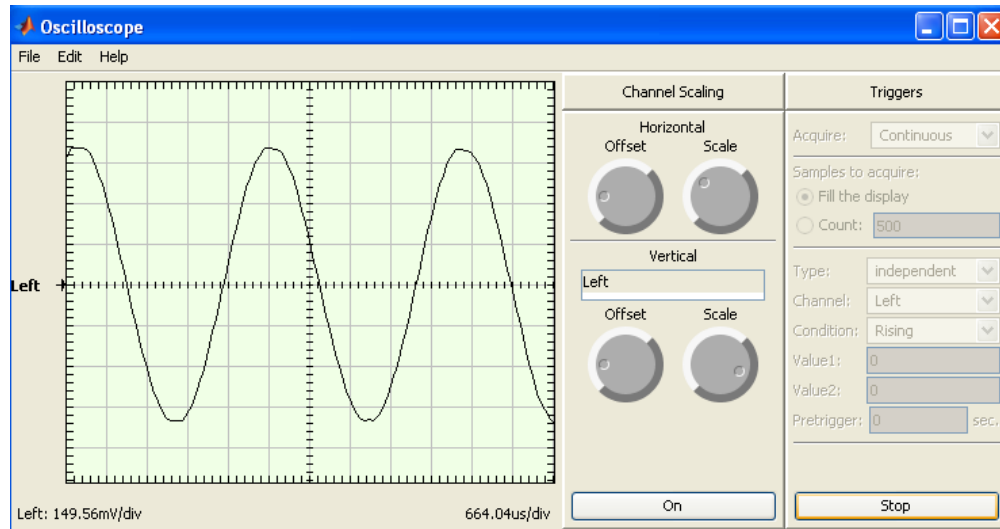 Oscilloscope
File Edit Help
Left
Left: 149.56mV/div
664.04us/div
Channel Scaling
Horizontal
Offset Scale
Vertical
Left
Offset Scale
On
Triggers
Acquire: Continuous
Samples to acquire:
Fill the display
Count: 500
Type: independent
Channel: Left
Condition: Rising
Value1: 0
Value2: 0
Pretrigger: 0 sec.
Stop